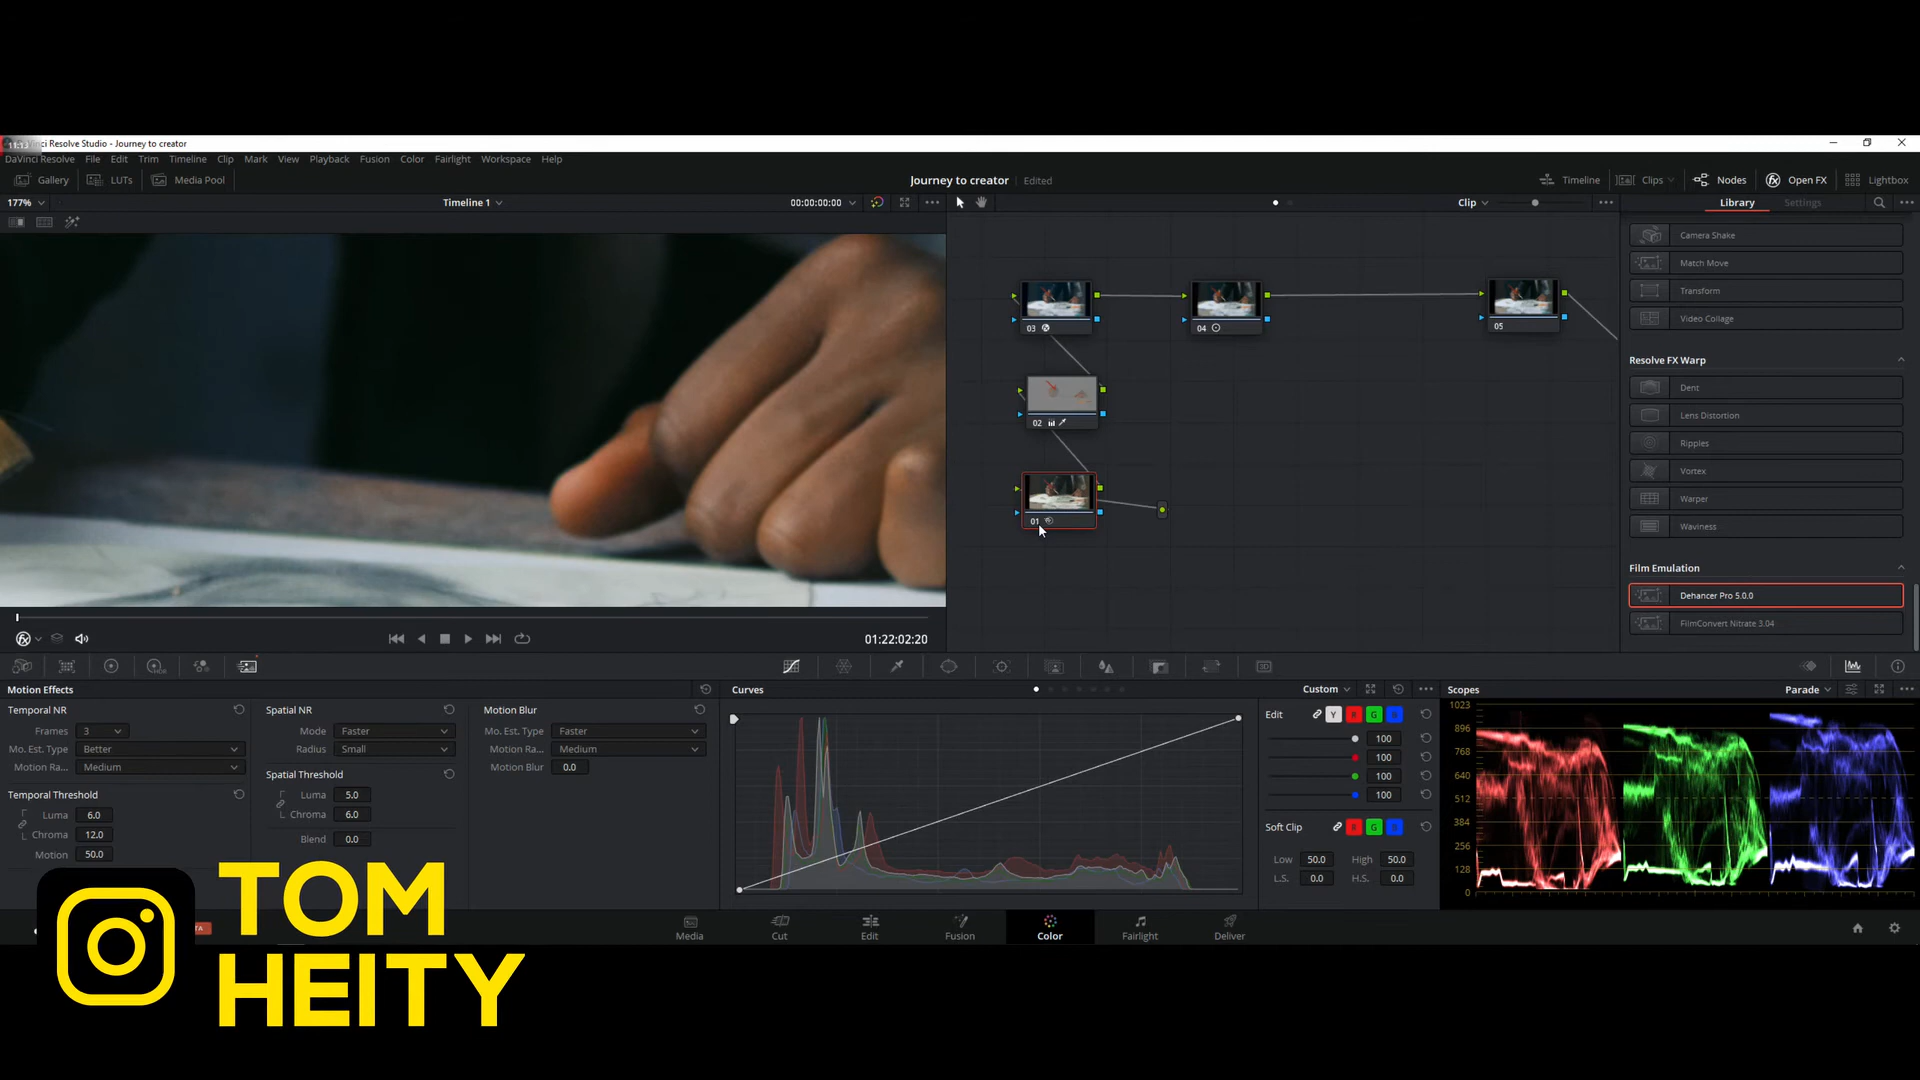 11:13
DaVinci Resolve Studio - Journey to creator
DaVinci Resolve File Edit Trim Timeline Clip Mark View Playback Fusion Color Fairlight Workspace Help
Gallery LUTs Media Pool
Journey to creator Edited
Timeline Clips Nodes Open FX Lightbox
177% Timeline 1 00:00:00:00
Clip
Library Settings
Camera Shake
Match Move
Transform
Video Collage
Resolve FX Warp
Dent
Lens Distortion
Ripples
Vortex
Warper
Waviness
Film Emulation
Dehancer Pro 5.0.0
FilmConvert Nitrate 3.04
03
04
05
02
01
01:22:02:20
Motion Effects
Temporal NR
Frames 3
Mo. Est. Type Better
Motion Ra... Medium
Temporal Threshold
Luma 6.0
Chroma 12.0
Motion 50.0
Spatial NR
Mode Faster
Radius Small
Spatial Threshold
Luma 5.0
Chroma 6.0
Blend 0.0
Motion Blur
Mo. Est. Type Faster
Motion Ra... Medium
Motion Blur 0.0
Curves
Custom
Edit Y R G B
100
100
100
100
Soft Clip R G B
Low 50.0 High 50.0
L.S. 0.0 H.S. 0.0
Scopes Parade
1023
896
768
640
512
384
256
128
0
Media Cut Edit Fusion Color Fairlight Deliver
TOM
HEITY